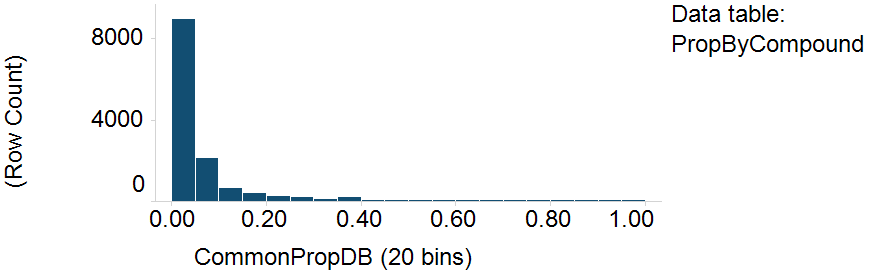 Data table:
PropByCompound
(Row Count)
8000
4000
0
0.00 0.20 0.40 0.60 0.80 1.00
CommonPropDB (20 bins)